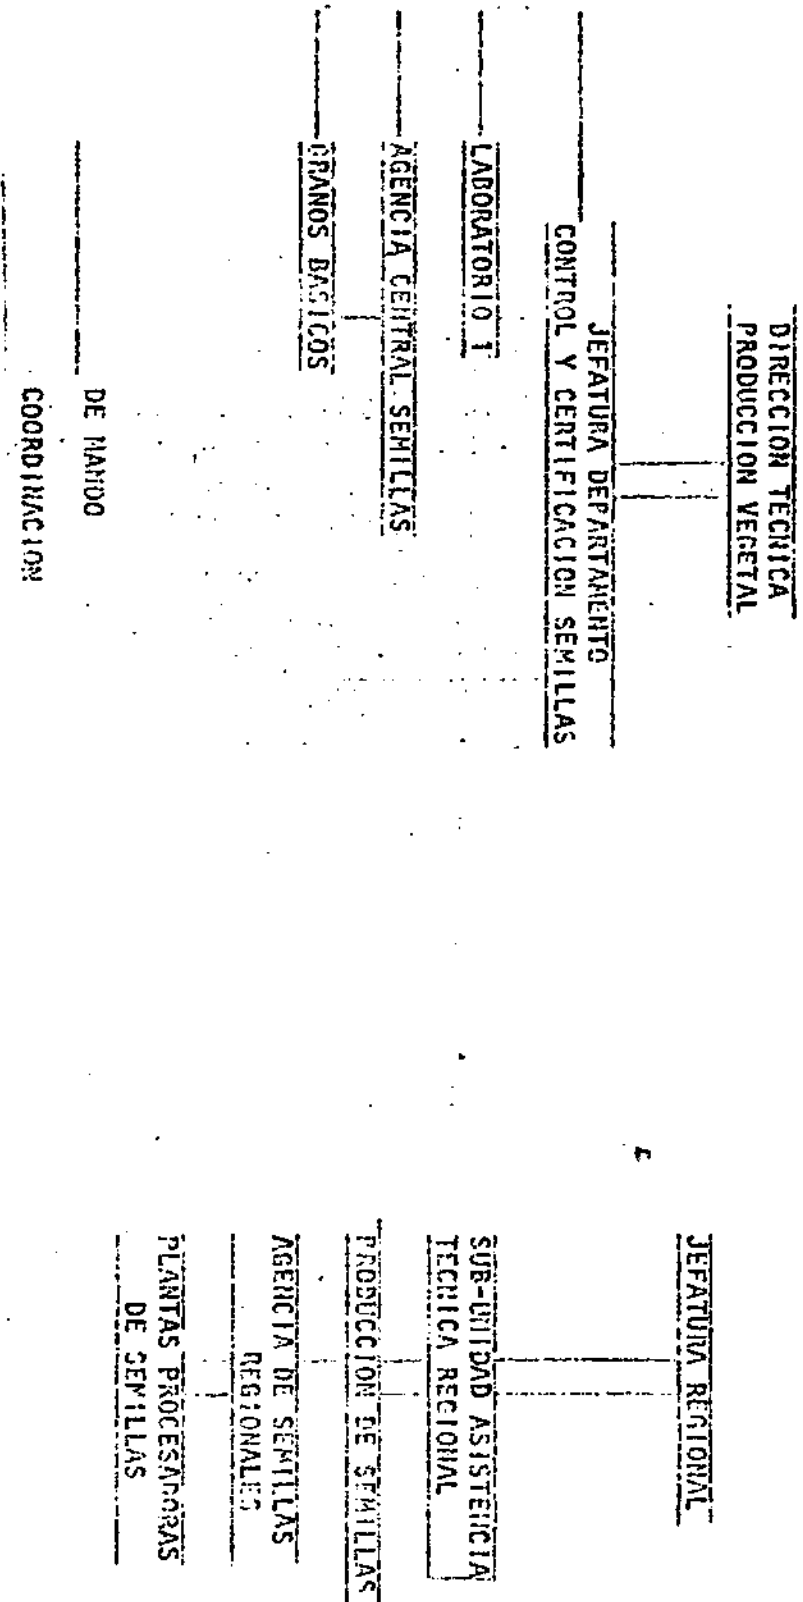 DIRECCION TECNICA
PRODUCCION VEGETAL
JEFATURA DEPARTAMENTO
CONTROL Y CERTIFICACION SEMILLAS
LABORATORIO 1
AGENCIA CENTRAL SEMILLAS
GRANOS BASICOS
DE MANDO
COORDINACION
JEFATURA REGIONAL
SUB-UNIDAD ASISTENCIA
TECNICA REGIONAL
PRODUCCION DE SEMILLAS
AGENCIA DE SEMILLAS
REGIONALES
PLANTAS PROCESADORAS
DE SEMILLAS